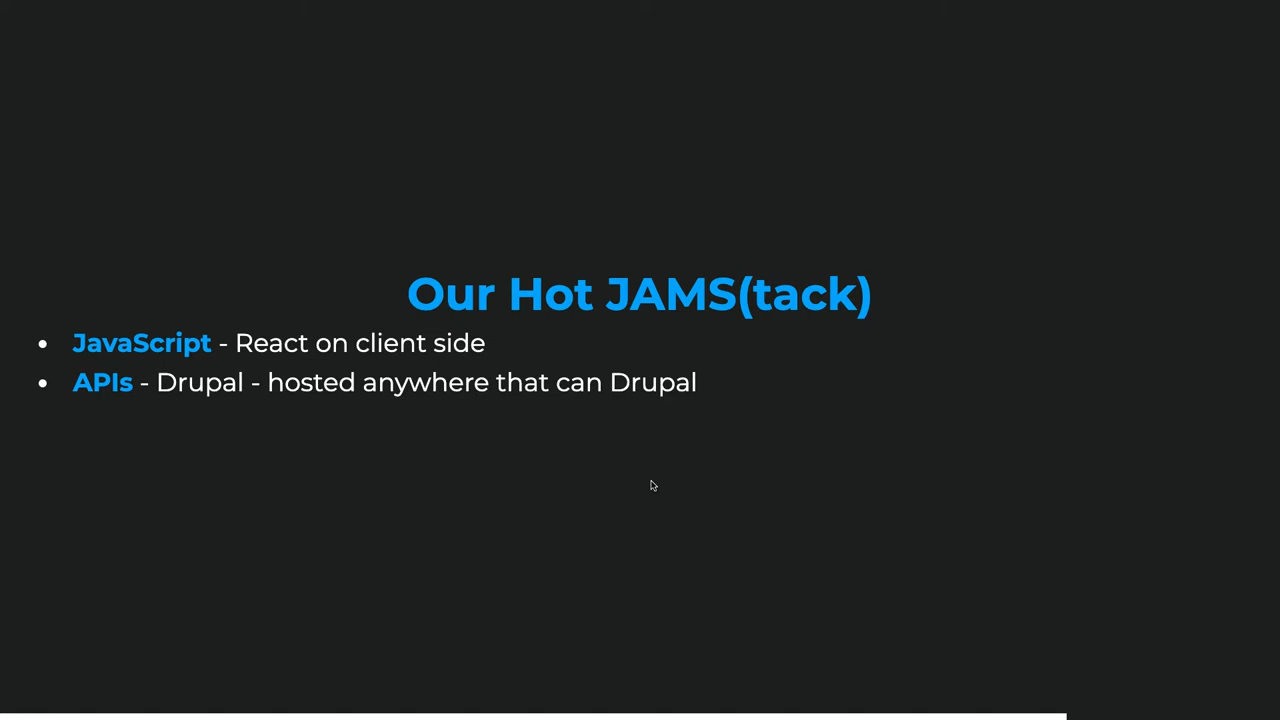 Our Hot JAMS(tack)
• JavaScript - React on client side
• APIs - Drupal - hosted anywhere that can Drupal